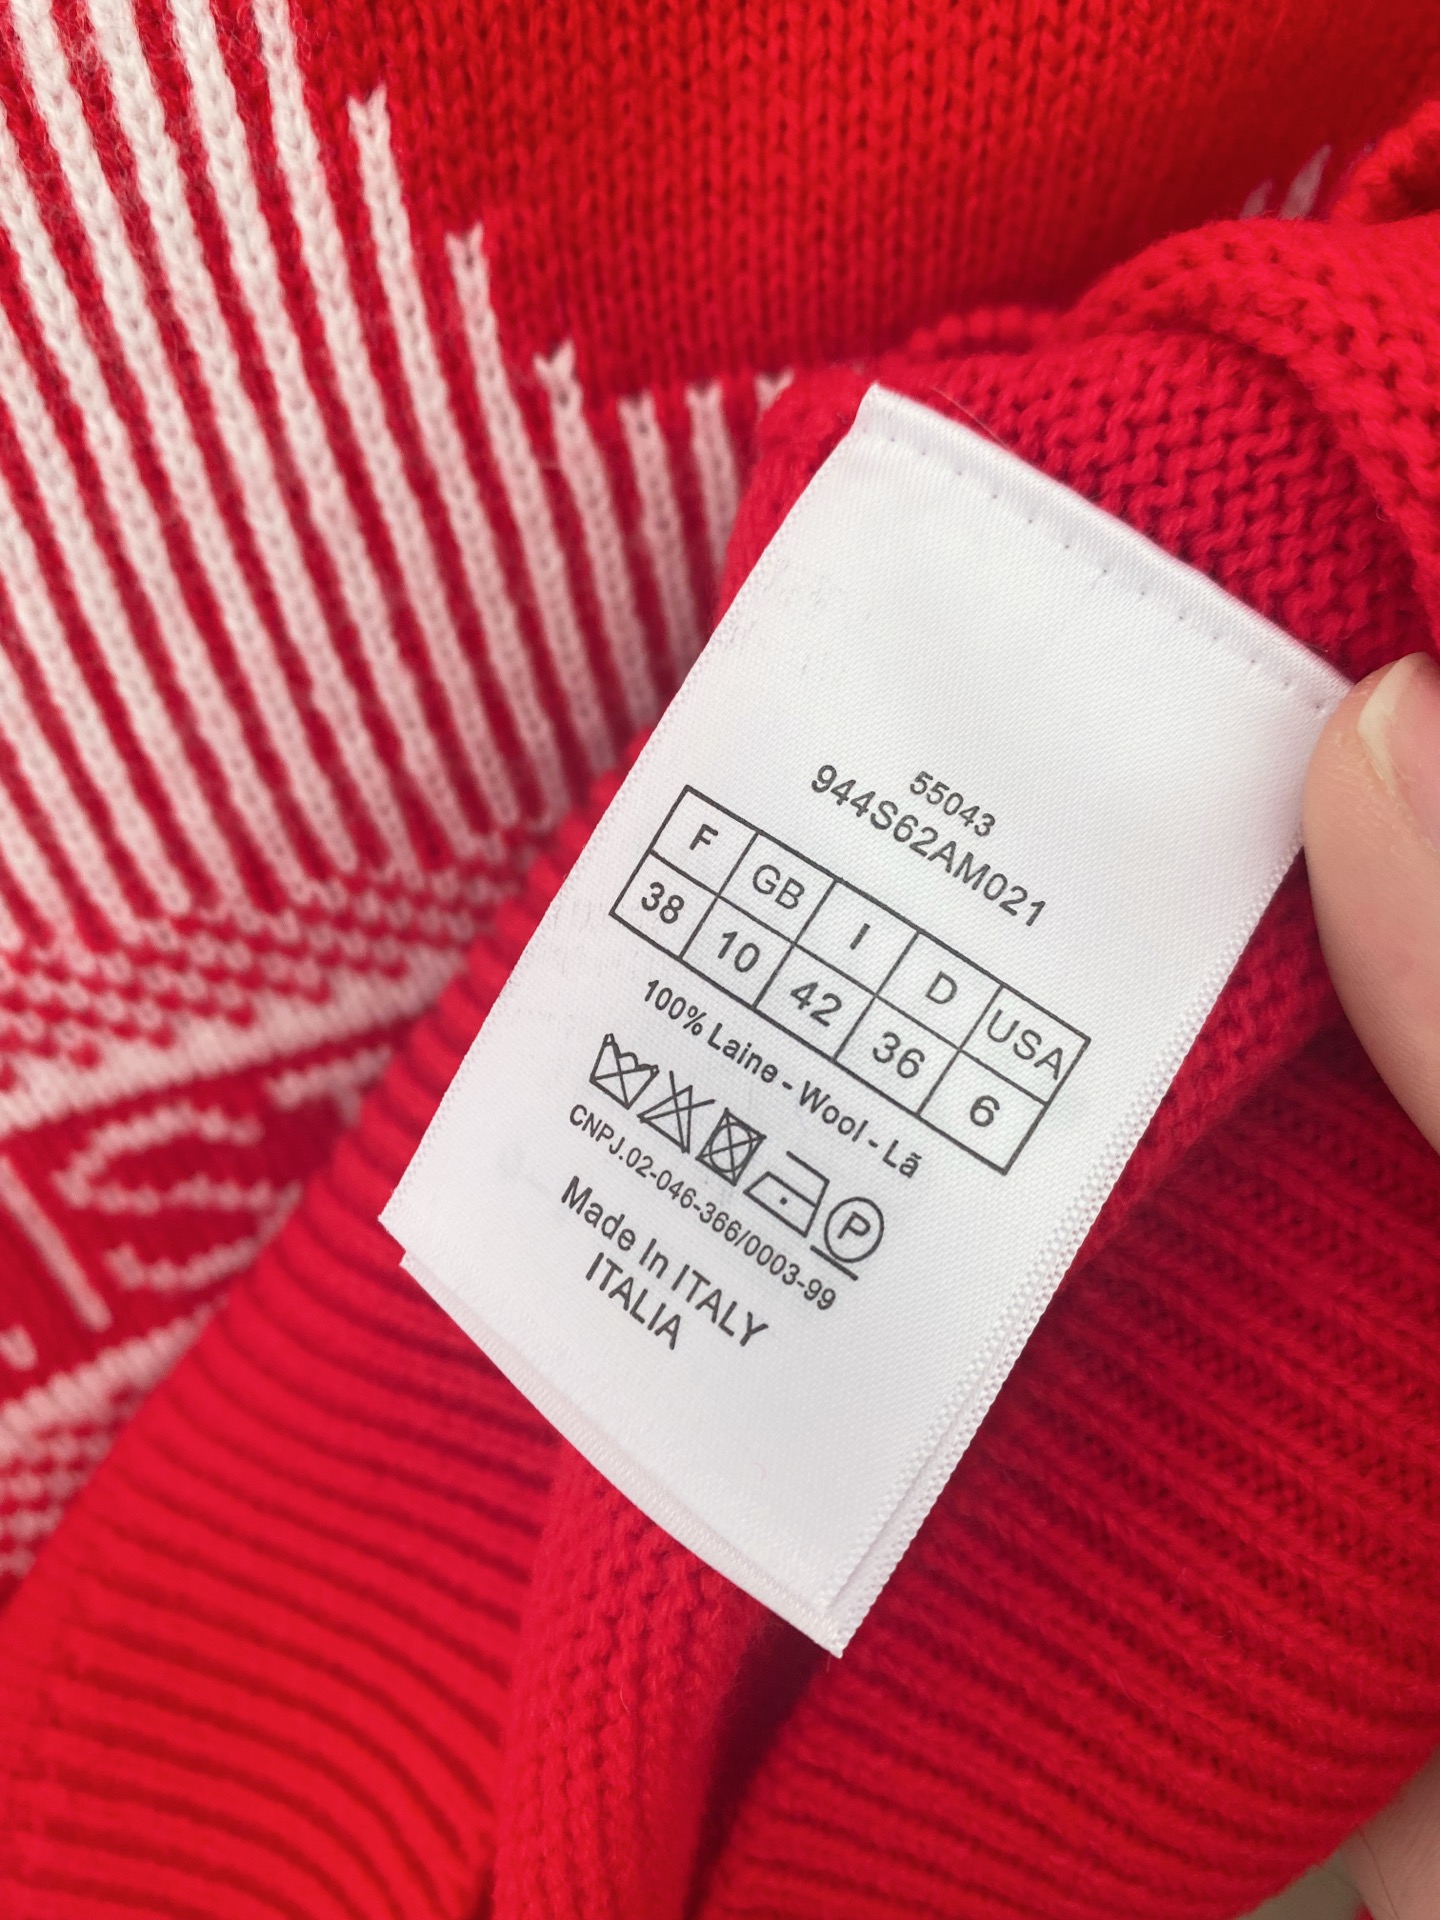 55043
944S62AM021
F GB I D USA
38 10 42 36 6
100% Laine - Wool - Lã
P
CNPJ.02-046-366/0003-99
Made In ITALY
ITALIA